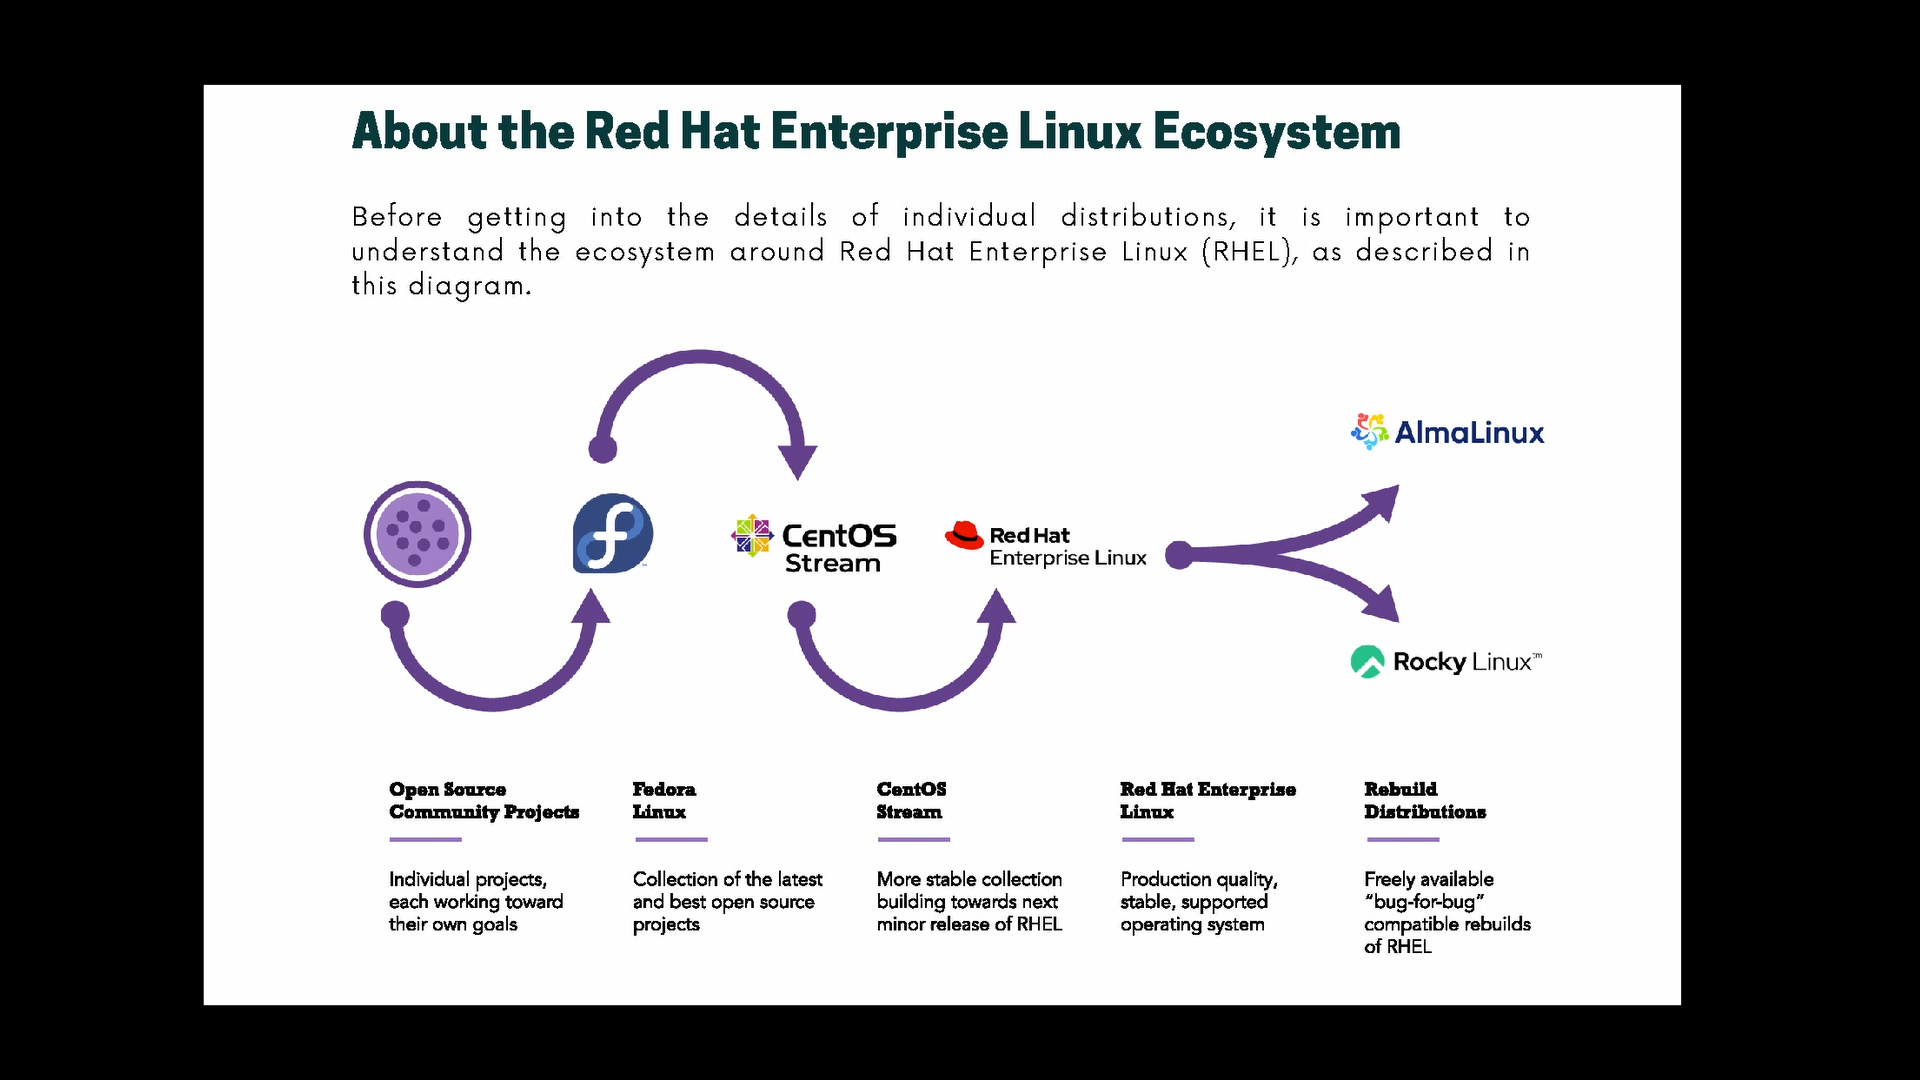 About the Red Hat Enterprise Linux Ecosystem
Before getting into the details of individual distributions, it is important to
understand the ecosystem around Red Hat Enterprise Linux (RHEL), as described in
this diagram.
AlmaLinux
CentOS
Stream
Red Hat
Enterprise Linux
Rocky Linux™
Open Source
Community Projects
Individual projects,
each working toward
their own goals
Fedora
Linux
Collection of the latest
and best open source
projects
CentOS
Stream
More stable collection
building towards next
minor release of RHEL
Red Hat Enterprise
Linux
Production quality,
stable, supported
operating system
Rebuild
Distributions
Freely available
“bug-for-bug”
compatible rebuilds
of RHEL